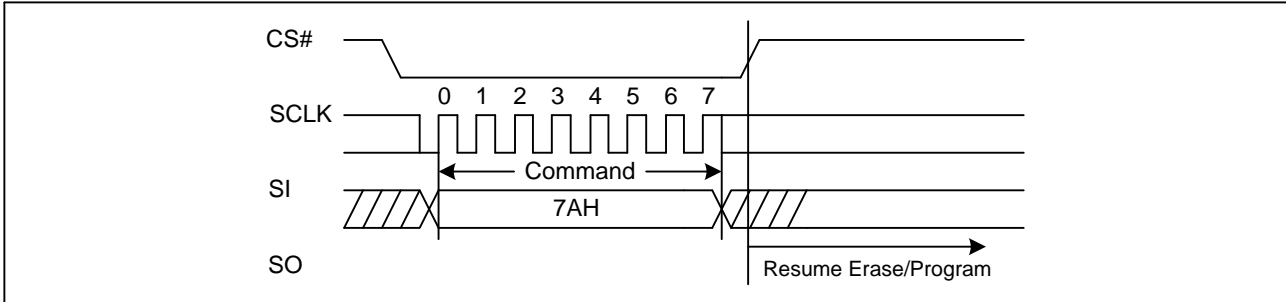 CS#
0 1 2 3 4 5 6 7
SCLK
Command
SI
7AH
SO
Resume Erase/Program